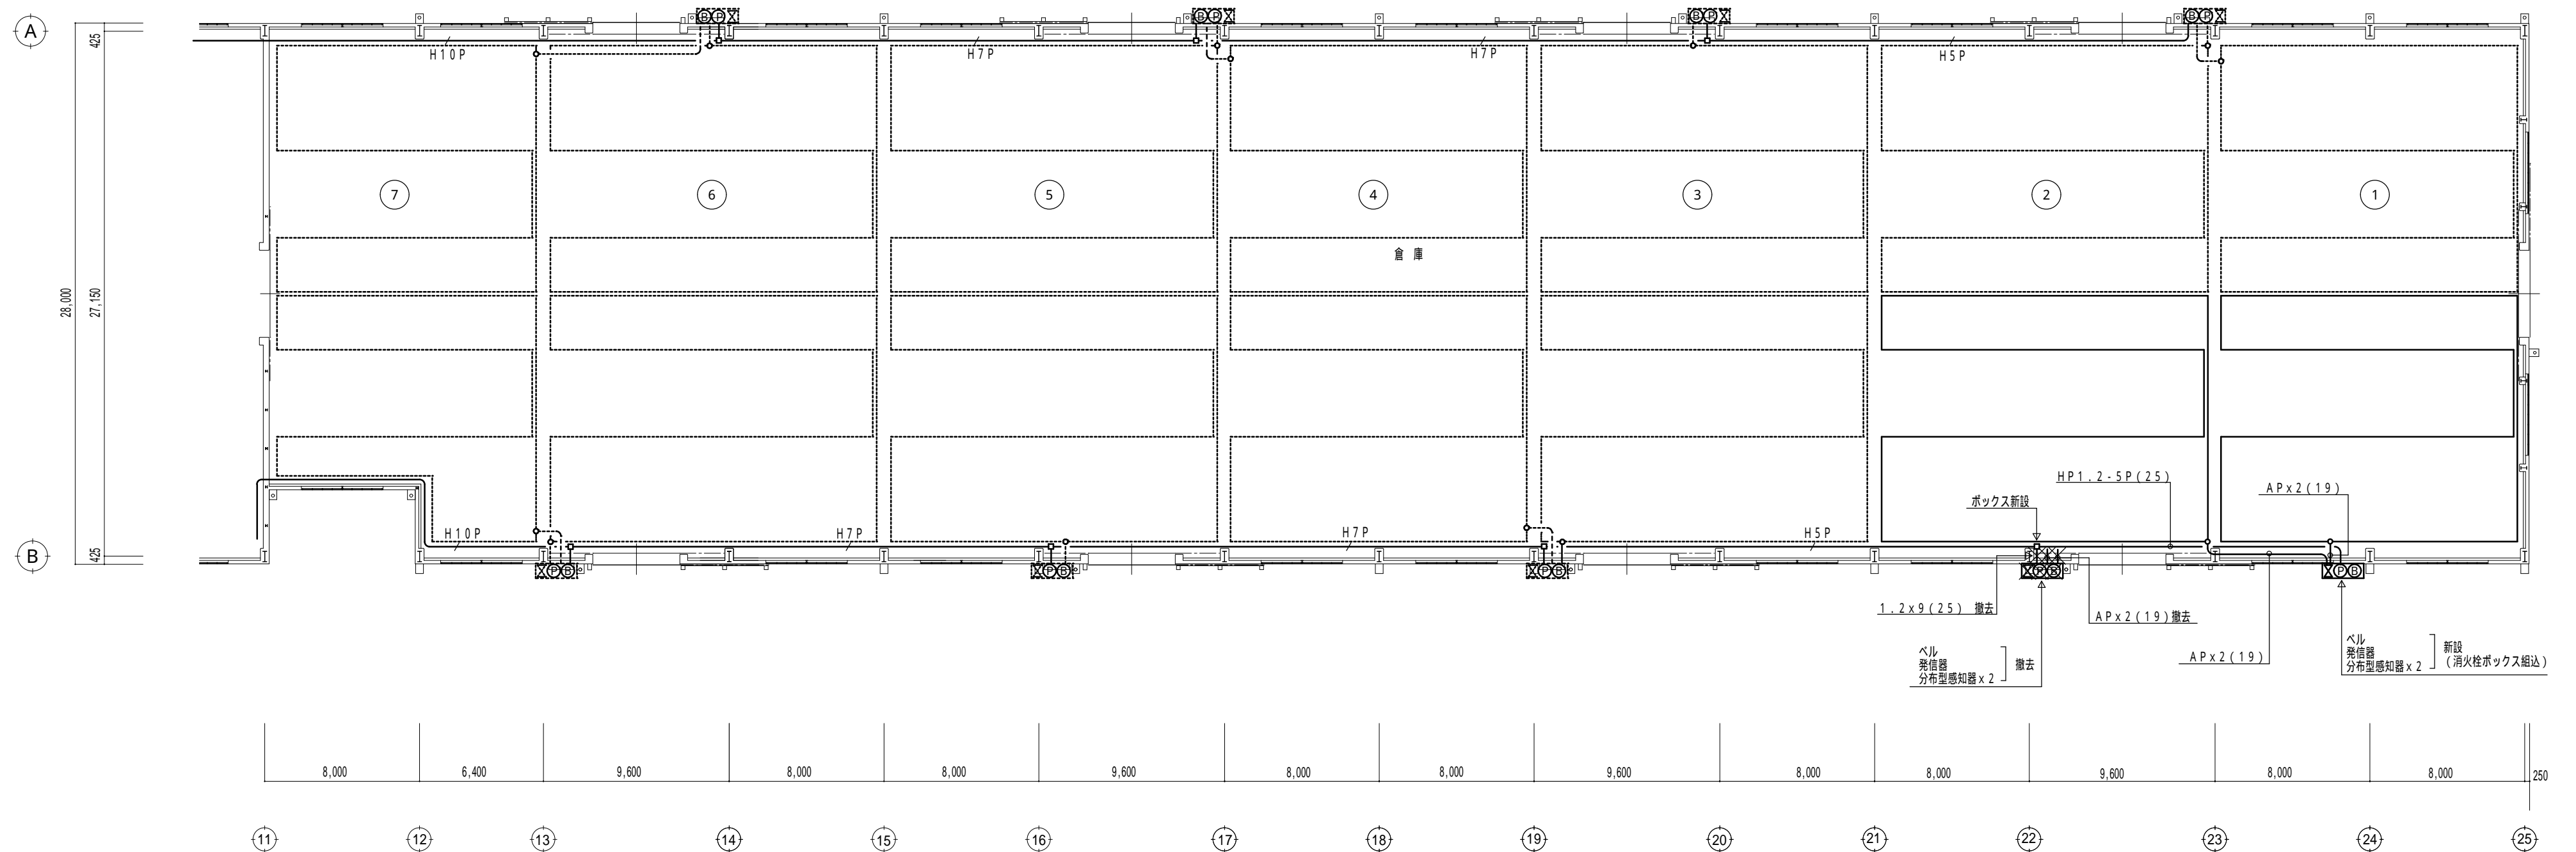 B P
B P
B P
B P
A
425
H10P
H7P
H7P
H5P
7
6
5
4
3
2
1
倉 庫
28,000
27,150
HP1.2-5P(25)
APx2(19)
ボックス新設
H10P
H7P
H7P
H5P
B
425
P B
P B
P B
P B
P B
1.2x9(25) 撤去
APx2(19)撤去
APx2(19)
ベル
発信器
分布型感知器x2
撤去
ベル
発信器
分布型感知器x2
新設
(消火栓ボックス組込)
8,000 6,400 9,600 8,000 8,000 9,600 8,000 8,000 9,600 8,000 8,000 9,600 8,000 8,000 250
11 12 13 14 15 16 17 18 19 20 21 22 23 24 25